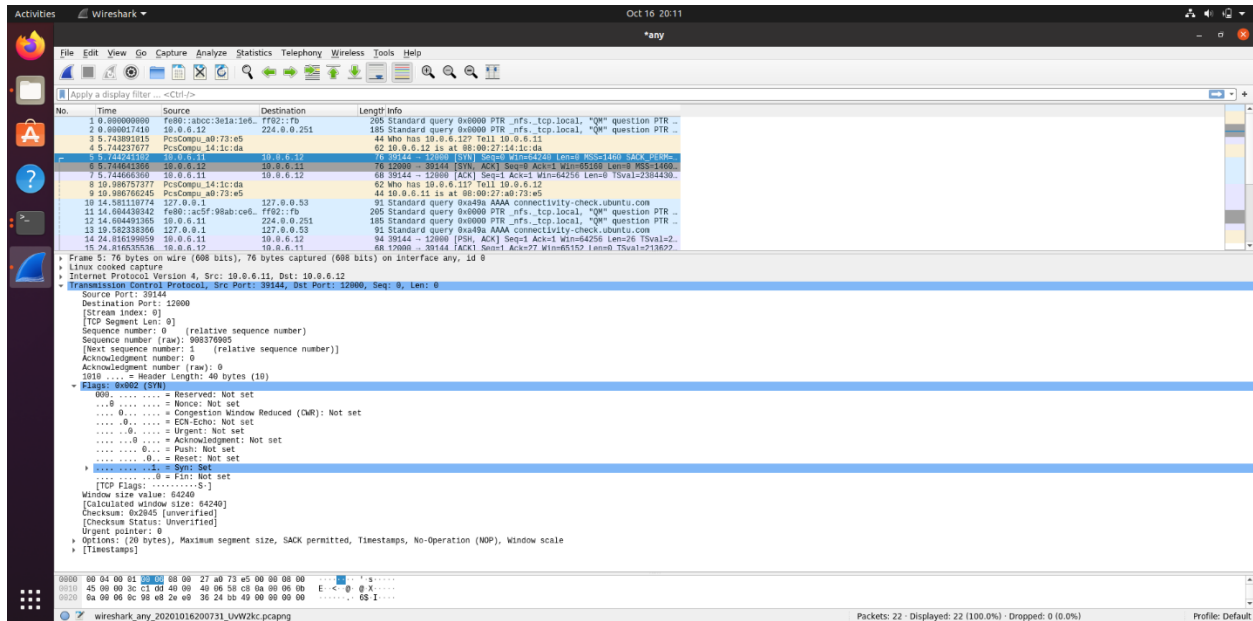 Activities Wireshark Oct 16 20:11
*any
File Edit View Go Capture Analyze Statistics Telephony Wireless Tools Help
Apply a display filter ... <Ctrl-/>
No. Time Source Destination Length Info
1 0.000000000 fe80::abcc:3e1a:1e6… ff02::fb 205 Standard query 0x0000 PTR _nfs._tcp.local, "QM" question PTR …
2 0.000017410 10.0.6.12 224.0.0.251 185 Standard query 0x0000 PTR _nfs._tcp.local, "QM" question PTR …
3 5.743891015 PcsCompu_a0:73:e5 44 Who has 10.0.6.12? Tell 10.0.6.11
4 5.744237677 PcsCompu_14:1c:da 62 10.0.6.12 is at 08:00:27:14:1c:da
5 5.744241102 10.0.6.11 10.0.6.12 76 39144 → 12000 [SYN] Seq=0 Win=64240 Len=0 MSS=1460 SACK_PERM=…
6 5.744641366 10.0.6.12 10.0.6.11 76 12000 → 39144 [SYN, ACK] Seq=0 Ack=1 Win=65160 Len=0 MSS=1460…
7 5.744666360 10.0.6.11 10.0.6.12 68 39144 → 12000 [ACK] Seq=1 Ack=1 Win=64256 Len=0 TSval=2384430…
8 10.986757377 PcsCompu_14:1c:da 62 Who has 10.0.6.11? Tell 10.0.6.12
9 10.986766245 PcsCompu_a0:73:e5 44 10.0.6.11 is at 08:00:27:a0:73:e5
10 14.581110774 127.0.0.1 127.0.0.53 91 Standard query 0xa49a AAAA connectivity-check.ubuntu.com
11 14.604430342 fe80::ac5f:98ab:ce6… ff02::fb 205 Standard query 0x0000 PTR _nfs._tcp.local, "QM" question PTR …
12 14.604491365 10.0.6.11 224.0.0.251 185 Standard query 0x0000 PTR _nfs._tcp.local, "QM" question PTR …
13 19.582338366 127.0.0.1 127.0.0.53 91 Standard query 0xa49a AAAA connectivity-check.ubuntu.com
14 24.816199059 10.0.6.11 10.0.6.12 94 39144 → 12000 [PSH, ACK] Seq=1 Ack=1 Win=64256 Len=26 TSval=2…
15 24.816535536 10.0.6.12 10.0.6.11 68 12000 → 39144 [ACK] Seq=1 Ack=27 Win=65152 Len=0 TSval=213622…
Frame 5: 76 bytes on wire (608 bits), 76 bytes captured (608 bits) on interface any, id 0
Linux cooked capture
Internet Protocol Version 4, Src: 10.0.6.11, Dst: 10.0.6.12
Transmission Control Protocol, Src Port: 39144, Dst Port: 12000, Seq: 0, Len: 0
Source Port: 39144
Destination Port: 12000
[Stream index: 0]
[TCP Segment Len: 0]
Sequence number: 0 (relative sequence number)
Sequence number (raw): 908376905
[Next sequence number: 1 (relative sequence number)]
Acknowledgment number: 0
Acknowledgment number (raw): 0
1010 .... = Header Length: 40 bytes (10)
Flags: 0x002 (SYN)
000. .... .... = Reserved: Not set
...0 .... .... = Nonce: Not set
.... 0... .... = Congestion Window Reduced (CWR): Not set
.... .0.. .... = ECN-Echo: Not set
.... ..0. .... = Urgent: Not set
.... ...0 .... = Acknowledgment: Not set
.... .... 0... = Push: Not set
.... .... .0.. = Reset: Not set
.... .... ..1. = Syn: Set
.... .... ...0 = Fin: Not set
[TCP Flags: ··········S·]
Window size value: 64240
[Calculated window size: 64240]
Checksum: 0x2045 [unverified]
[Checksum Status: Unverified]
Urgent pointer: 0
Options: (20 bytes), Maximum segment size, SACK permitted, Timestamps, No-Operation (NOP), Window scale
[Timestamps]
0000 00 04 00 01 00 06 08 00 27 a0 73 e5 00 00 08 00 ········ '·s·····
0010 45 00 00 3c c1 dd 40 00 40 06 58 c8 0a 00 06 0b E··<··@· @·X·····
0020 0a 00 06 0c 98 e8 2e e0 36 24 bb 49 00 00 00 00 ······.· 6$·I····
wireshark_any_20201016200731_UvW2kc.pcapng Packets: 22 · Displayed: 22 (100.0%) · Dropped: 0 (0.0%) Profile: Default